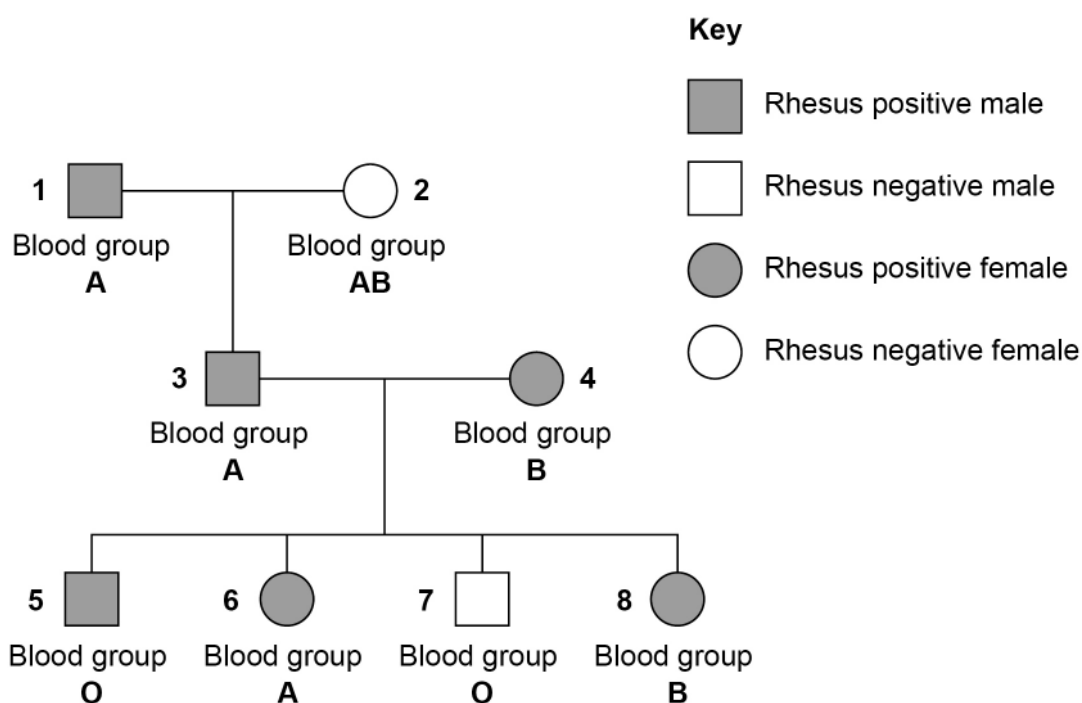 Key
Rhesus positive male
Rhesus negative male
Rhesus positive female
Rhesus negative female
1
2
Blood group
A
Blood group
AB
3
4
Blood group
A
Blood group
B
5
6
7
8
Blood group
O
Blood group
A
Blood group
O
Blood group
B